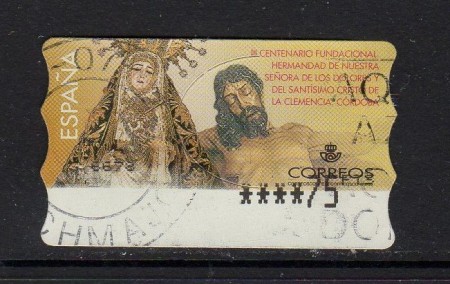 ESPAÑA
III CENTENARIO FUNDACIONAL
HERMANDAD DE NUESTRA
SEÑORA DE LOS DOLORES Y
DEL SANTISIMO CRISTO DE
LA CLEMENCIA. CÓRDOBA
CORREOS
****75